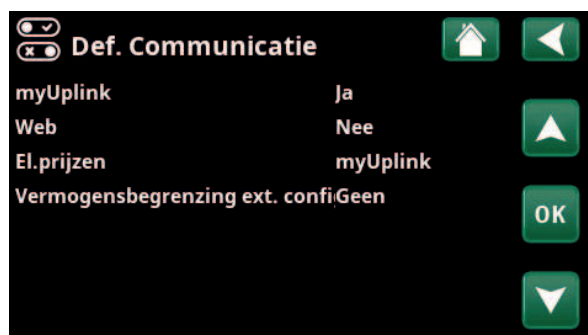 Def. Communicatie
myUplink Ja
Web Nee
El.prijzen myUplink
Vermogensbegrenzing ext. confi Geen
OK